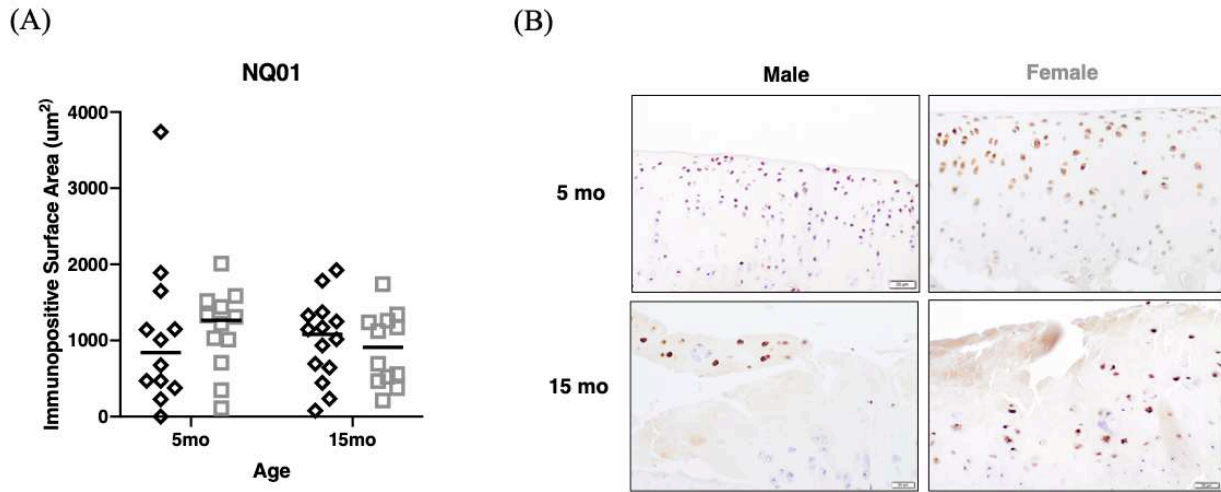 (A)
NQ01
Immunopositive Surface Area (um²)
4000
3000
2000
1000
0
5mo
15mo
Age
(B)
Male
Female
5 mo
15 mo